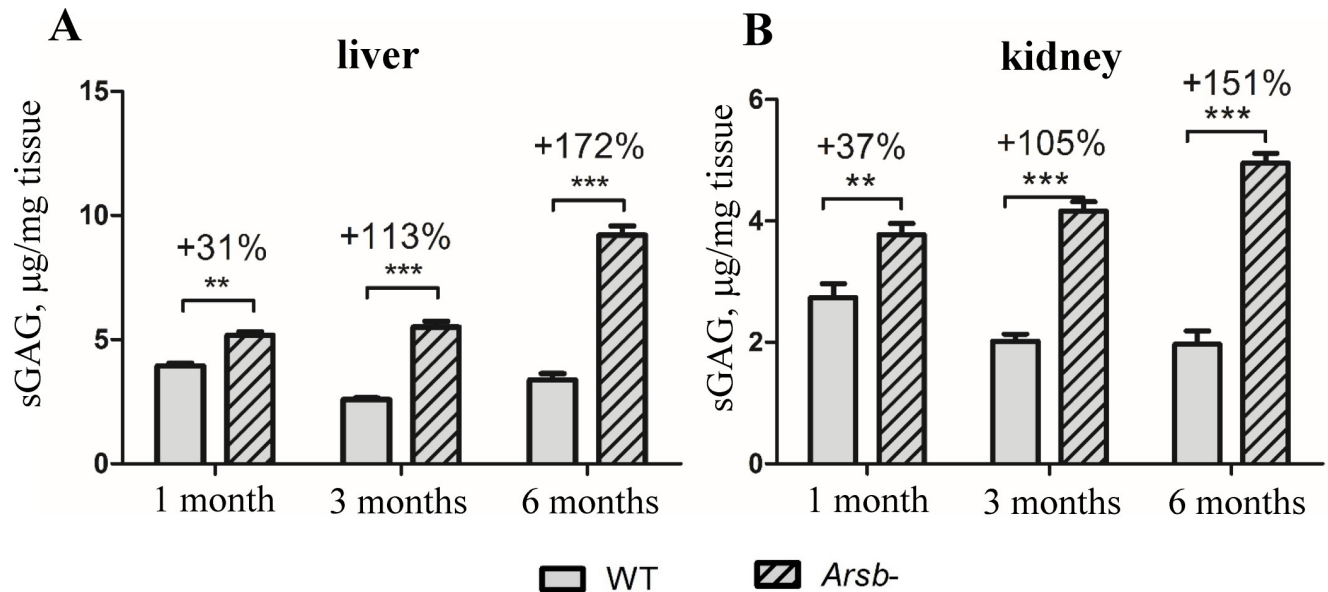 A
liver
sGAG, µg/mg tissue
15
10
5
0
+31%
**
+113%
***
+172%
***
1 month
3 months
6 months
B
kidney
sGAG, µg/mg tissue
6
4
2
0
+37%
**
+105%
***
+151%
***
1 month
3 months
6 months
WT
Arsb-